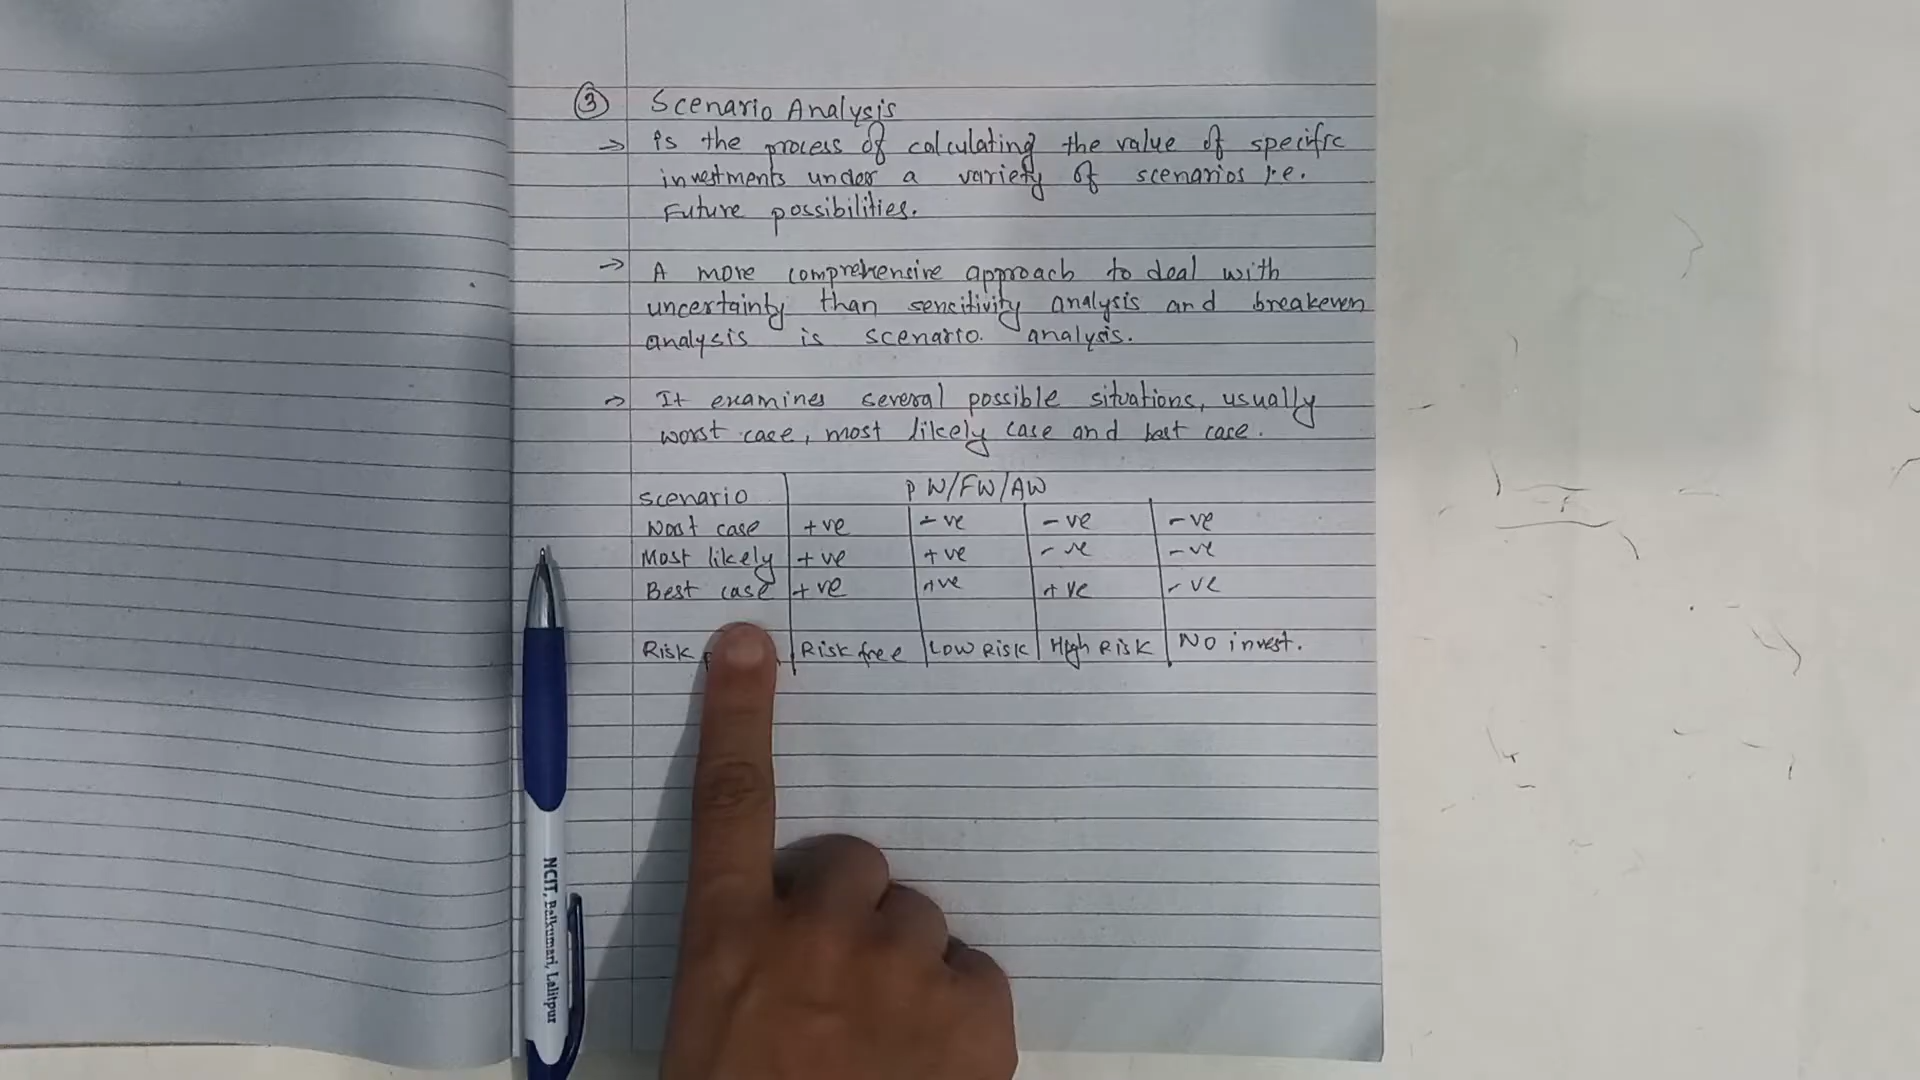 ③ Scenario Analysis
→ is the process of calculating the value of specific
investments under a variety of scenarios i.e.
Future possibilities.
→ A more comprehensive approach to deal with
uncertainty than sencitivity analysis and breakeven
analysis is scenario. analysis.
→ It examines several possible situations, usually
worst case, most likely case and best case.
Scenario PW/FW/AW
Worst case +ve -ve -ve -ve
Most likely +ve +ve -ve -ve
Best case +ve +ve +ve -ve
Risk Risk free Low Risk High Risk No invest.
NCIT, Balkumari, Lalitpur